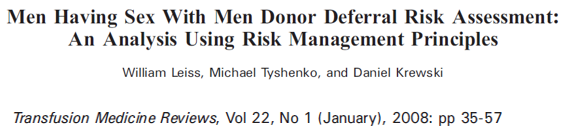 Men Having Sex With Men Donor Deferral Risk Assessment:
An Analysis Using Risk Management Principles
William Leiss, Michael Tyshenko, and Daniel Krewski
Transfusion Medicine Reviews, Vol 22, No 1 (January), 2008: pp 35-57